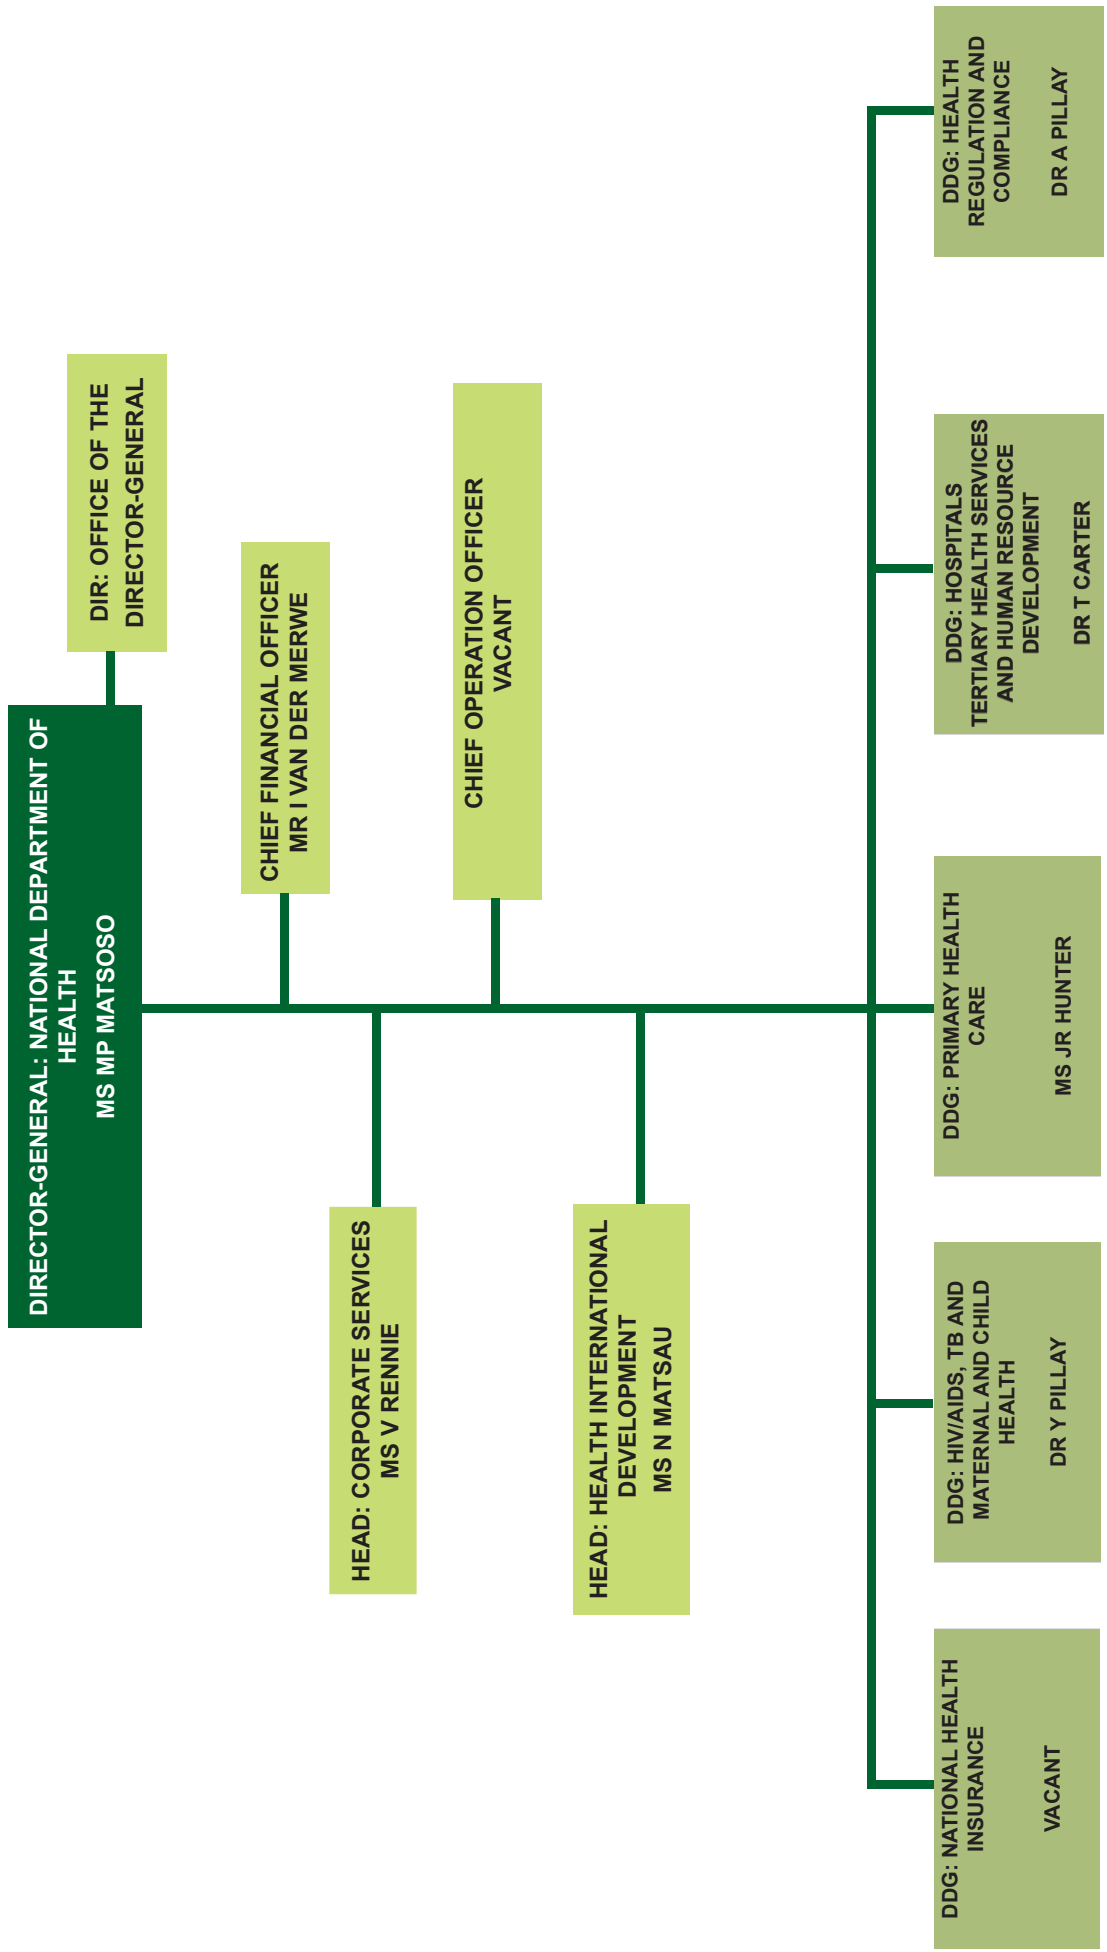 DIRECTOR-GENERAL: NATIONAL DEPARTMENT OF
HEALTH
MS MP MATSOSO
DIR: OFFICE OF THE
DIRECTOR-GENERAL
CHIEF FINANCIAL OFFICER
MR I VAN DER MERWE
HEAD: CORPORATE SERVICES
MS V RENNIE
CHIEF OPERATION OFFICER
VACANT
HEAD: HEALTH INTERNATIONAL
DEVELOPMENT
MS N MATSAU
DDG: NATIONAL HEALTH
INSURANCE
VACANT
DDG: HIV/AIDS, TB AND
MATERNAL AND CHILD
HEALTH
DR Y PILLAY
DDG: PRIMARY HEALTH
CARE
MS JR HUNTER
DDG: HOSPITALS
TERTIARY HEALTH SERVICES
AND HUMAN RESOURCE
DEVELOPMENT
DR T CARTER
DDG: HEALTH
REGULATION AND
COMPLIANCE
DR A PILLAY